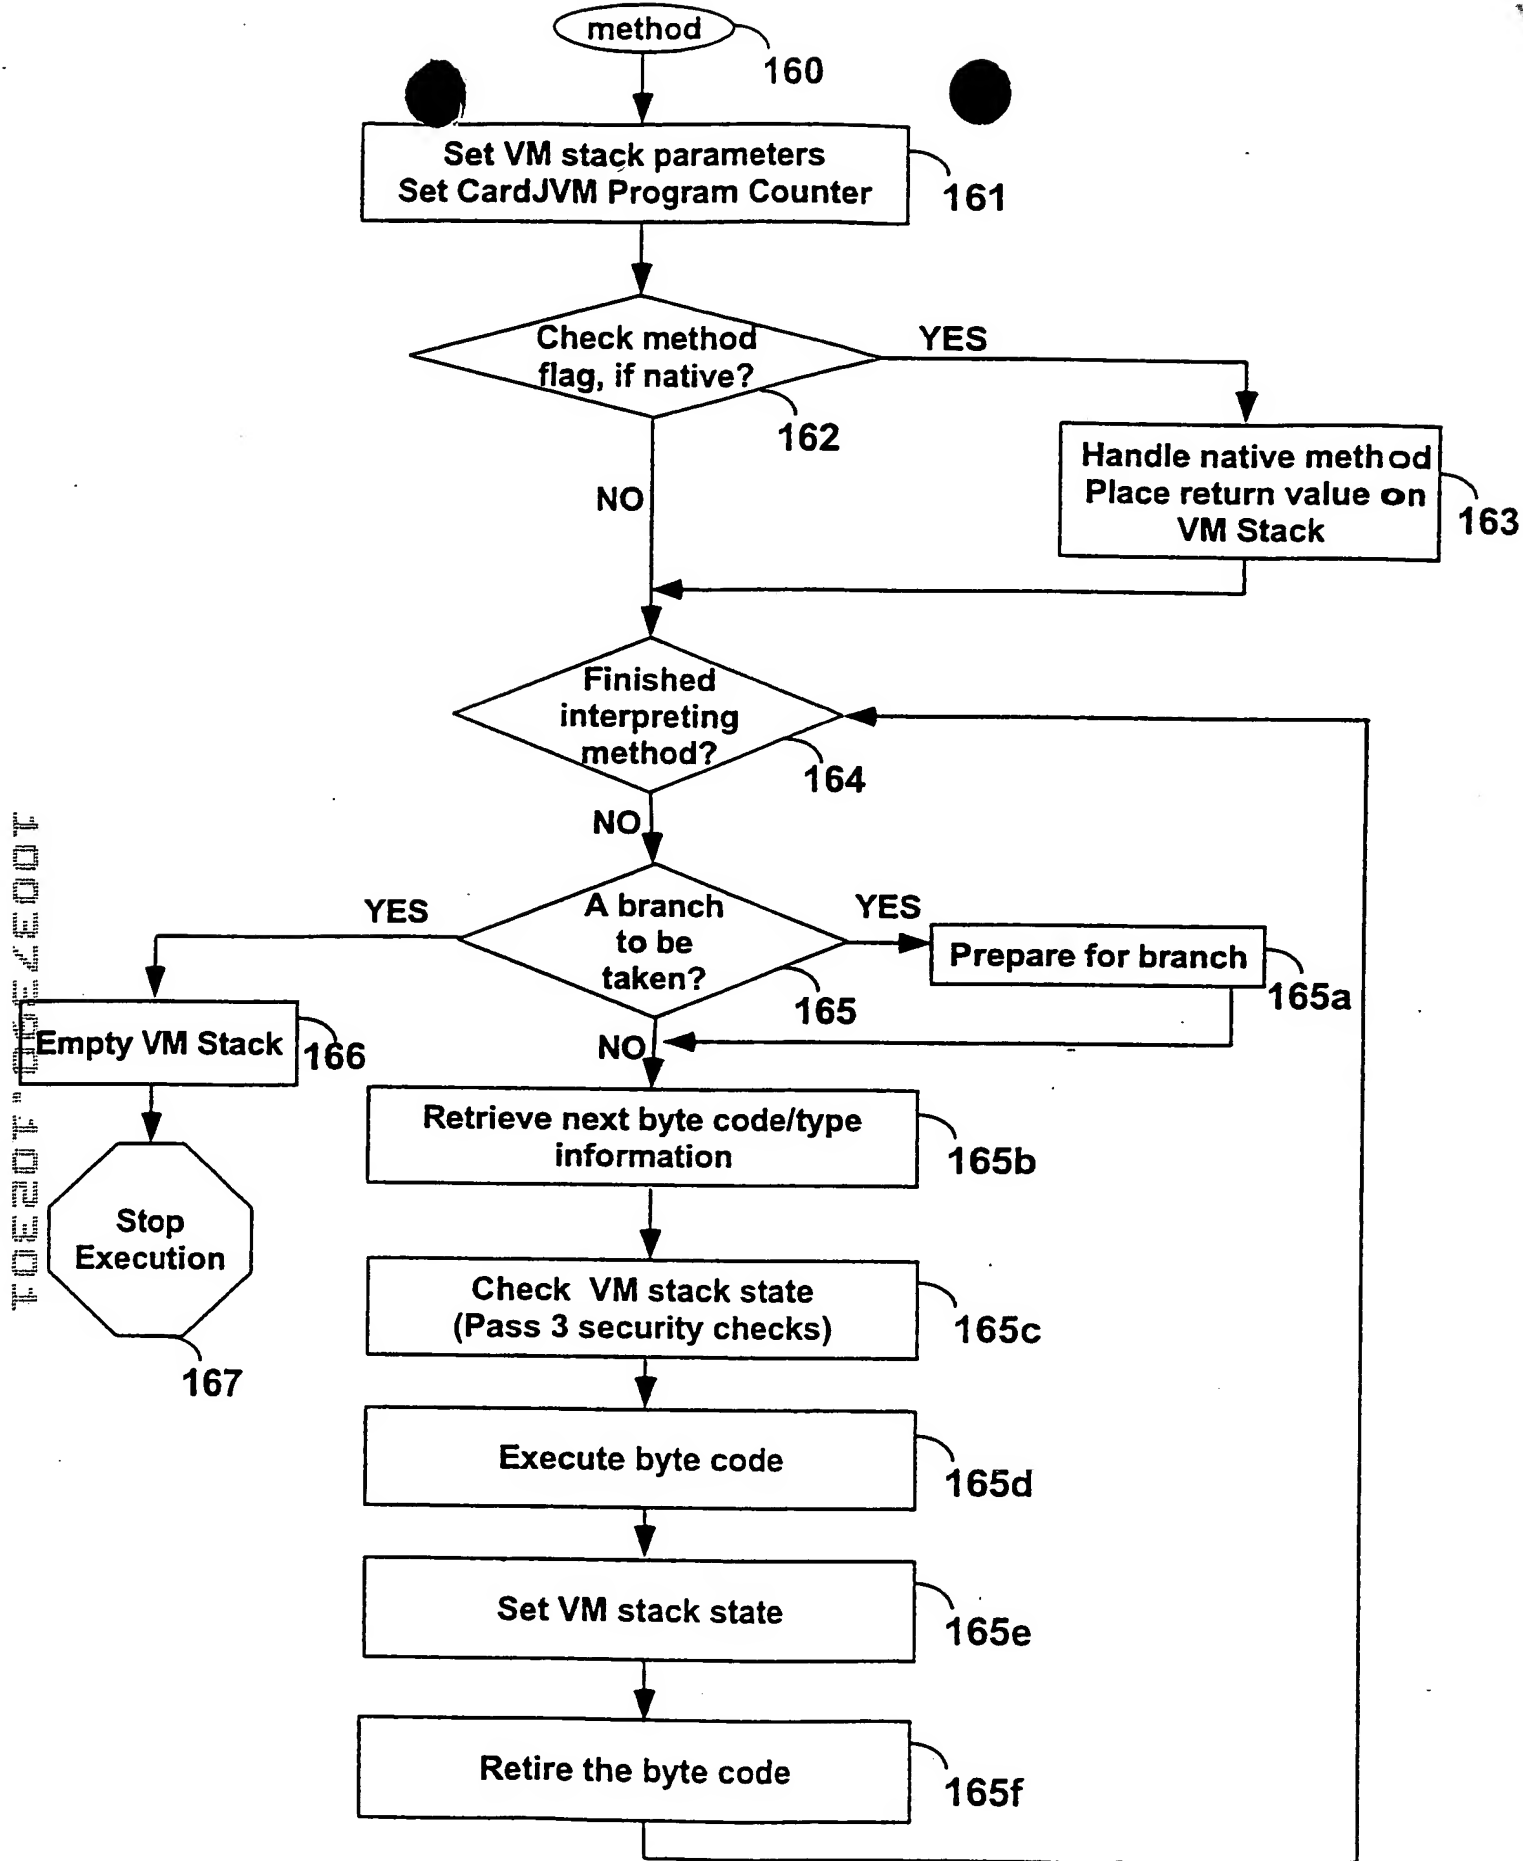 method
160
Set VM stack parameters
Set CardJVM Program Counter
161
Check method
flag, if native?
162
YES
NO
Handle native method
Place return value on
VM Stack
163
Finished
interpreting
method?
164
NO
A branch
to be
taken?
165
YES
YES
Prepare for branch
165a
NO
Empty VM Stack
166
Stop
Execution
167
Retrieve next byte code/type
information
165b
Check VM stack state
(Pass 3 security checks)
165c
Execute byte code
165d
Set VM stack state
165e
Retire the byte code
165f